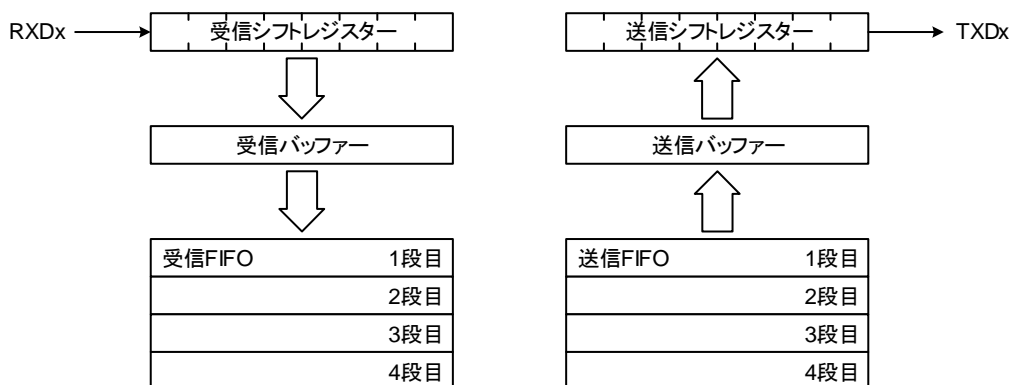 RXDx
受信シフトレジスター
送信シフトレジスター
TXDx
受信バッファー
送信バッファー
受信FIFO 1段目
2段目
3段目
4段目
送信FIFO 1段目
2段目
3段目
4段目